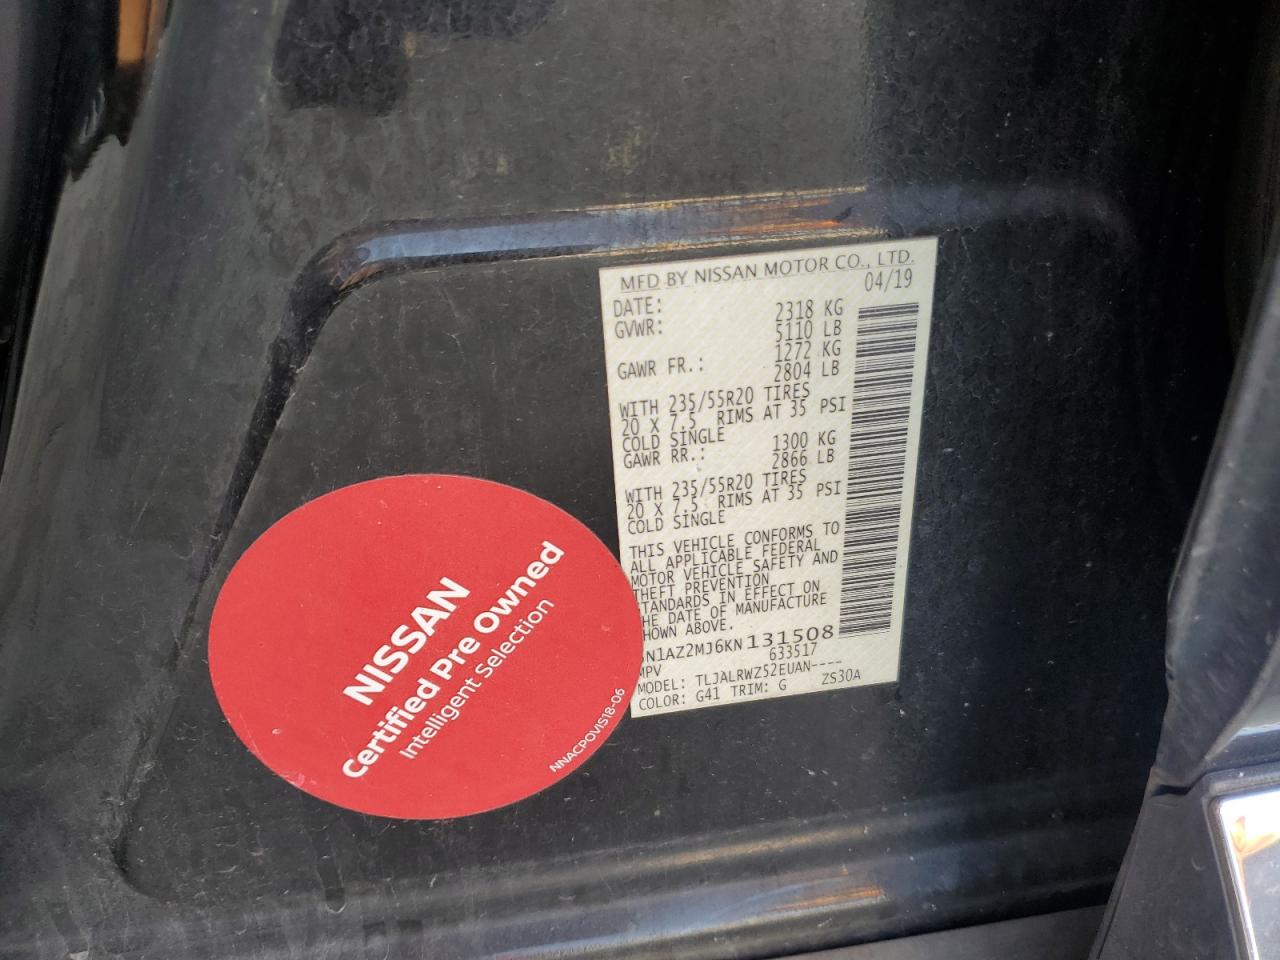 MFD BY NISSAN MOTOR CO., LTD.
DATE: 04/19
GVWR: 2318 KG
5110 LB
GAWR FR.: 1272 KG
2804 LB
WITH 235/55R20 TIRES
20 X 7.5 RIMS AT 35 PSI
COLD SINGLE
GAWR RR.: 1300 KG
2866 LB
WITH 235/55R20 TIRES
20 X 7.5 RIMS AT 35 PSI
COLD SINGLE
THIS VEHICLE CONFORMS TO
ALL APPLICABLE FEDERAL
MOTOR VEHICLE SAFETY AND
THEFT PREVENTION
STANDARDS IN EFFECT ON
HE DATE OF MANUFACTURE
HOWN ABOVE.
N1AZ2MJ6KN131508
MPV 633517
MODEL: TLJALRWZ52EUAN----
COLOR: G41 TRIM: G ZS30A
NISSAN
Certified Pre Owned
Intelligent Selection
NNACPOVIS18-06